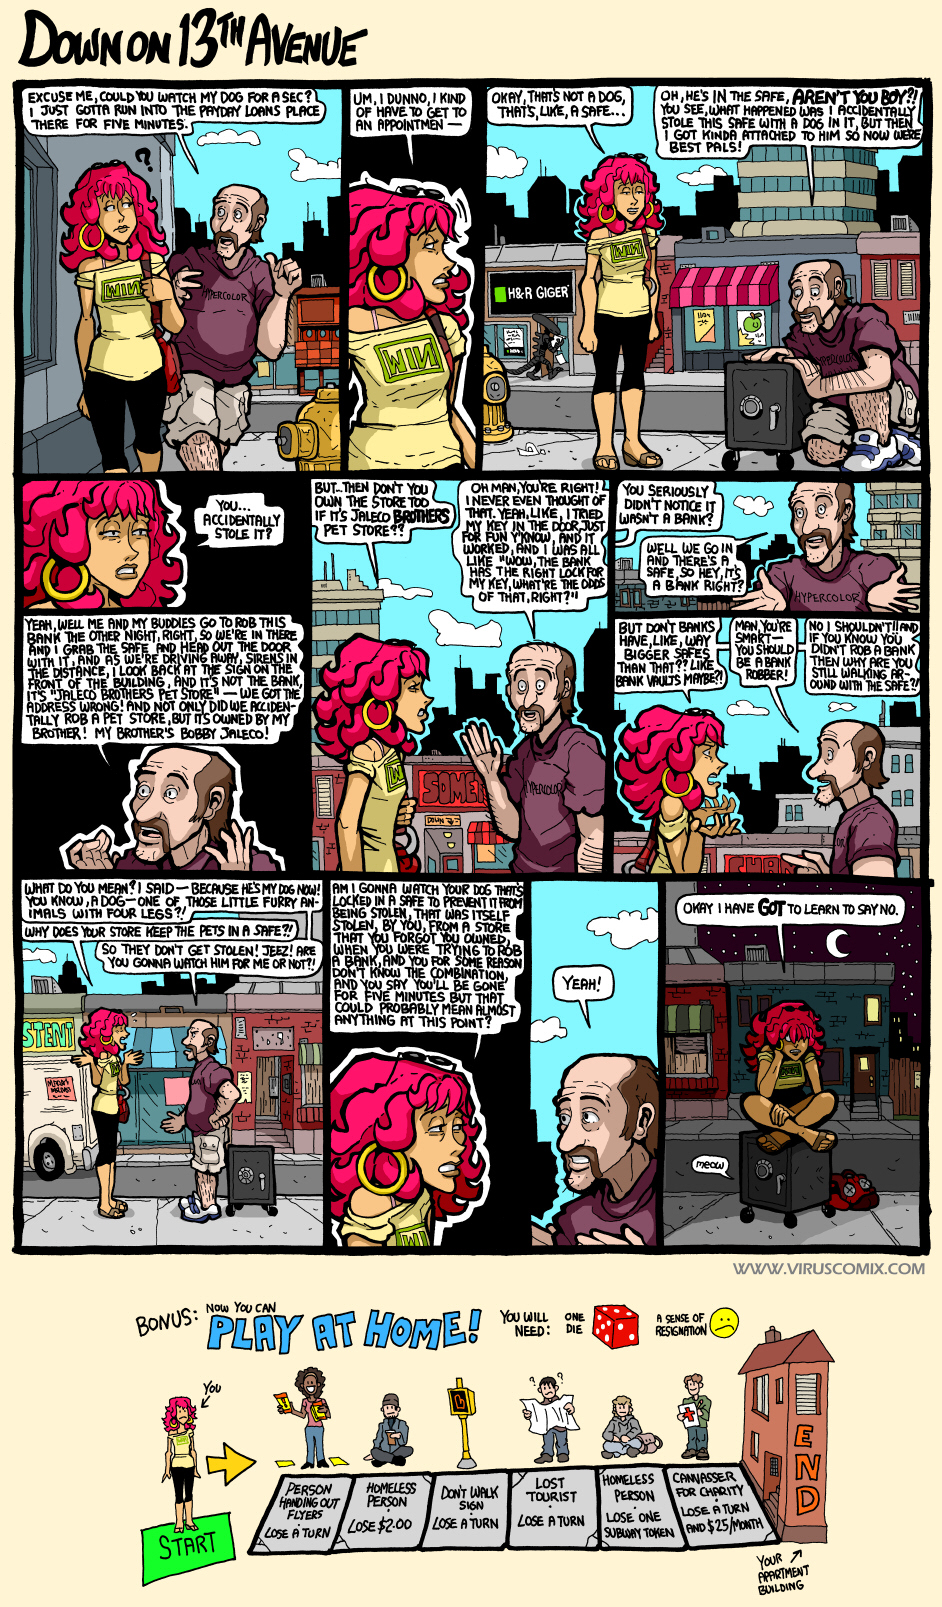 DOWN ON 13TH AVENUE
EXCUSE ME, COULD YOU WATCH MY DOG FOR A SEC?
I JUST GOTTA RUN INTO THE PAYDAY LOANS PLACE
THERE FOR FIVE MINUTES.
?
WIN
HYPERCOLOR
UM, I DUNNO, I KIND
OF HAVE TO GET TO
AN APPOINTMEN —
WIN
OKAY, THAT'S NOT A DOG,
THAT'S, LIKE, A SAFE...
OH, HE'S IN THE SAFE, AREN'T YOU BOY?!
YOU SEE, WHAT HAPPENED WAS I ACCIDENTALLY
STOLE THIS SAFE WITH A DOG IN IT, BUT THEN
I GOT KINDA ATTACHED TO HIM SO NOW WE'RE
BEST PALS!
WIN
H&R GIGER
HYPERCOLOR
YOU...
ACCIDENTALLY
STOLE IT?
YEAH, WELL ME AND MY BUDDIES GO TO ROB THIS
BANK THE OTHER NIGHT, RIGHT, SO WE'RE IN THERE
AND I GRAB THE SAFE AND HEAD OUT THE DOOR
WITH IT, AND AS WE'RE DRIVING AWAY, SIRENS IN
THE DISTANCE, I LOOK BACK AT THE SIGN ON THE
FRONT OF THE BUILDING, AND IT'S NOT THE BANK,
IT'S "JALECO BROTHERS PET STORE" — WE GOT THE
ADDRESS WRONG! AND NOT ONLY DID WE ACCIDEN-
TALLY ROB A PET STORE, BUT IT'S OWNED BY MY
BROTHER! MY BROTHER'S BOBBY JALECO!
BUT...THEN DON'T YOU
OWN THE STORE TOO
IF IT'S JALECO BROTHERS
PET STORE??
OH MAN, YOU'RE RIGHT!
I NEVER EVEN THOUGHT OF
THAT. YEAH, LIKE, I TRIED
MY KEY IN THE DOOR, JUST
FOR FUN Y'KNOW, AND IT
WORKED, AND I WAS ALL
LIKE "WOW, THE BANK
HAS THE RIGHT LOCK FOR
MY KEY, WHAT'RE THE ODDS
OF THAT, RIGHT?"
SOME
DOWN
HYPERCOLOR
YOU SERIOUSLY
DIDN'T NOTICE IT
WASN'T A BANK?
WELL WE GO IN
AND THERE'S A
SAFE, SO HEY, IT'S
A BANK RIGHT?
HYPERCOLOR
BUT DON'T BANKS
HAVE, LIKE, WAY
BIGGER SAFES
THAN THAT?? LIKE
BANK VAULTS MAYBE?!
MAN, YOU'RE
SMART —
YOU SHOULD
BE A BANK
ROBBER!
NO I SHOULDN'T!! AND
IF YOU KNOW YOU
DIDN'T ROB A BANK
THEN WHY ARE YOU
STILL WALKING AR-
OUND WITH THE SAFE?!
CHAN
OR
WHAT DO YOU MEAN? I SAID — BECAUSE HE'S MY DOG NOW!
YOU KNOW, A DOG — ONE OF THOSE LITTLE FURRY AN-
IMALS WITH FOUR LEGS?!
WHY DOES YOUR STORE KEEP THE PETS IN A SAFE?!
SO THEY DON'T GET STOLEN! JEEZ! ARE
YOU GONNA WATCH HIM FOR ME OR NOT?!
STENT
AM I GONNA WATCH YOUR DOG THAT'S
LOCKED IN A SAFE TO PREVENT IT FROM
BEING STOLEN, THAT WAS ITSELF
STOLEN, BY YOU, FROM A STORE
THAT YOU FORGOT YOU OWNED,
WHEN YOU WERE TRYING TO ROB
A BANK, AND YOU FOR SOME REASON
DON'T KNOW THE COMBINATION,
AND YOU SAY YOU'LL BE GONE
FOR FIVE MINUTES BUT THAT
COULD PROBABLY MEAN ALMOST
ANYTHING AT THIS POINT?
YEAH!
OKAY I HAVE GOT TO LEARN TO SAY NO.
MEOW
WWW.VIRUSCOMIX.COM
BONUS: NOW YOU CAN
PLAY AT HOME!
YOU WILL
NEED:
ONE
DIE
A SENSE OF
RESIGNATION
YOU
START
PERSON
HANDING OUT
FLYERS
·
LOSE A TURN
HOMELESS
PERSON
·
LOSE $2.00
DON'T WALK
SIGN
·
LOSE A TURN
? ?
LOST
TOURIST
·
LOSE A TURN
HOMELESS
PERSON
·
LOSE ONE
SUBWAY TOKEN
CANVASSER
FOR CHARITY
·
LOSE A TURN
AND $25/MONTH
END
YOUR
APARTMENT
BUILDING